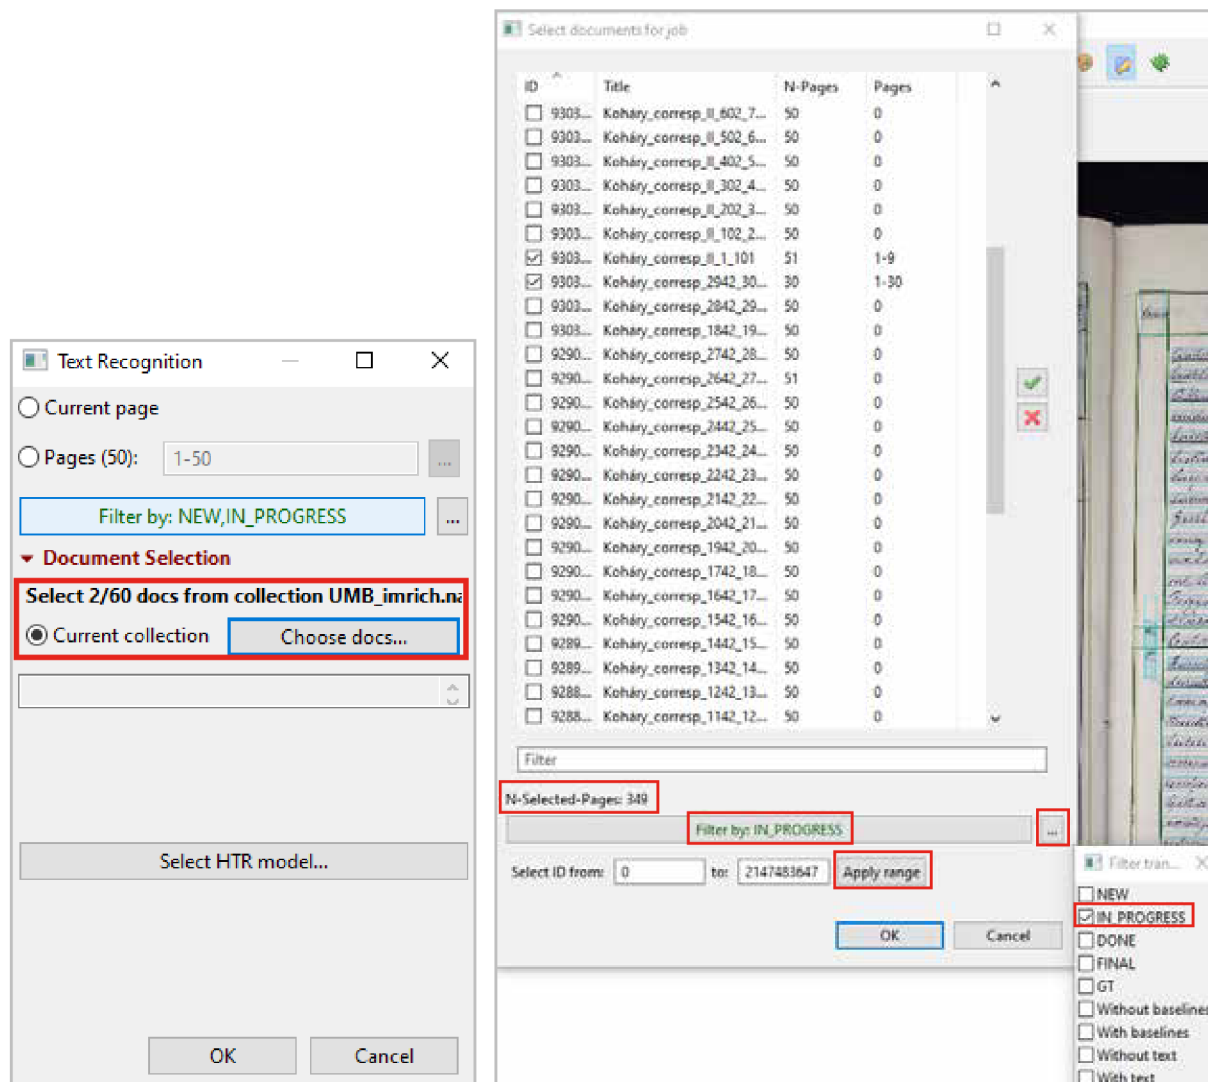 Text Recognition
Current page
Pages (50): 1-50 ...
Filter by: NEW,IN_PROGRESS ...
Document Selection
Select 2/60 docs from collection UMB_imrich.na
Current collection Choose docs...
Select HTR model...
OK Cancel
Select documents for job
ID Title N-Pages Pages
9303... Koháry_corresp_II_602_7... 50 0
9303... Koháry_corresp_II_502_6... 50 0
9303... Koháry_corresp_II_402_5... 50 0
9303... Koháry_corresp_II_302_4... 50 0
9303... Koháry_corresp_II_202_3... 50 0
9303... Koháry_corresp_II_102_2... 50 0
9303... Koháry_corresp_II_1_101 51 1-9
9303... Koháry_corresp_2942_30... 30 1-30
9303... Koháry_corresp_2842_29... 50 0
9303... Koháry_corresp_1842_19... 50 0
9290... Koháry_corresp_2742_28... 50 0
9290... Koháry_corresp_2642_27... 51 0
9290... Koháry_corresp_2542_26... 50 0
9290... Koháry_corresp_2442_25... 50 0
9290... Koháry_corresp_2342_24... 50 0
9290... Koháry_corresp_2242_23... 50 0
9290... Koháry_corresp_2142_22... 50 0
9290... Koháry_corresp_2042_21... 50 0
9290... Koháry_corresp_1942_20... 50 0
9290... Koháry_corresp_1742_18... 50 0
9290... Koháry_corresp_1642_17... 50 0
9290... Koháry_corresp_1542_16... 50 0
9289... Koháry_corresp_1442_15... 50 0
9289... Koháry_corresp_1342_14... 50 0
9288... Koháry_corresp_1242_13... 50 0
9288... Koháry_corresp_1142_12... 50 0
Filter
N-Selected-Pages: 349
Filter by: IN_PROGRESS ...
Select ID from: 0 to: 2147483647 Apply range
OK Cancel
Filter tran...
NEW
IN_PROGRESS
DONE
FINAL
GT
Without baselines
With baselines
Without text
With text